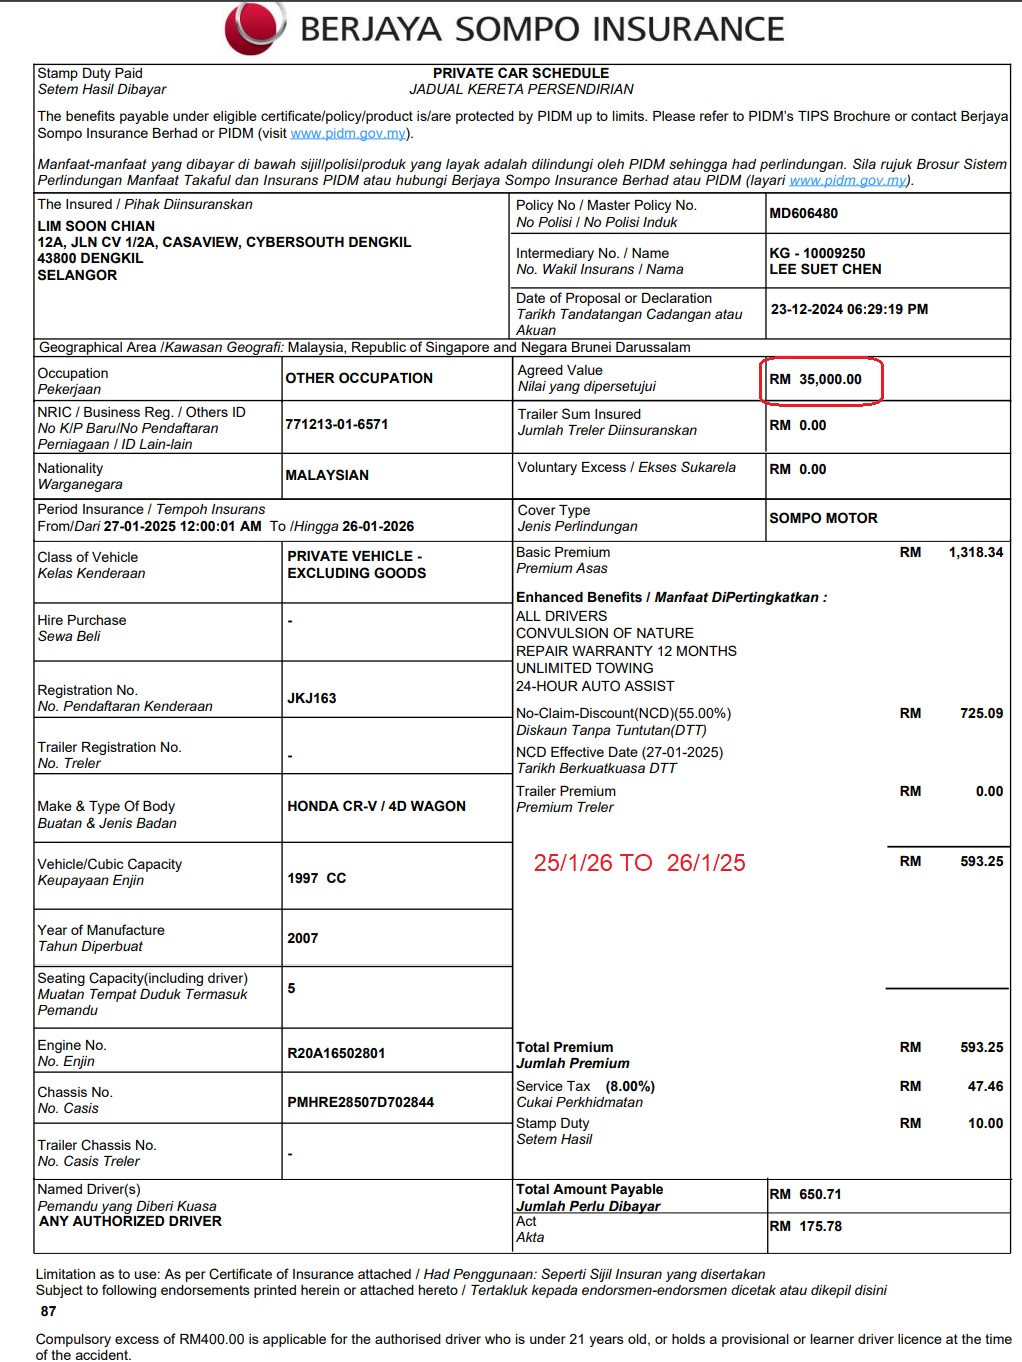 BERJAYA SOMPO INSURANCE
Stamp Duty Paid
Setem Hasil Dibayar
PRIVATE CAR SCHEDULE
JADUAL KERETA PERSENDIRIAN
The benefits payable under eligible certificate/policy/product is/are protected by PIDM up to limits. Please refer to PIDM's TIPS Brochure or contact Berjaya
Sompo Insurance Berhad or PIDM (visit www.pidm.gov.my).
Manfaat-manfaat yang dibayar di bawah sijil/polisi/produk yang layak adalah dilindungi oleh PIDM sehingga had perlindungan. Sila rujuk Brosur Sistem
Perlindungan Manfaat Takaful dan Insurans PIDM atau hubungi Berjaya Sompo Insurance Berhad atau PIDM (layari www.pidm.gov.my).
The Insured / Pihak Diinsuranskan
LIM SOON CHIAN
12A, JLN CV 1/2A, CASAVIEW, CYBERSOUTH DENGKIL
43800 DENGKIL
SELANGOR
Policy No / Master Policy No.
No Polisi / No Polisi Induk
MD606480
Intermediary No. / Name
No. Wakil Insurans / Nama
KG - 10009250
LEE SUET CHEN
Date of Proposal or Declaration
Tarikh Tandatangan Cadangan atau
Akuan
23-12-2024 06:29:19 PM
Geographical Area /Kawasan Geografi: Malaysia, Republic of Singapore and Negara Brunei Darussalam
Occupation
Pekerjaan
OTHER OCCUPATION
Agreed Value
Nilai yang dipersetujui
RM 35,000.00
NRIC / Business Reg. / Others ID
No K/P Baru/No Pendaftaran
Perniagaan / ID Lain-lain
771213-01-6571
Trailer Sum Insured
Jumlah Treler Diinsuranskan
RM 0.00
Nationality
Warganegara
MALAYSIAN
Voluntary Excess / Ekses Sukarela
RM 0.00
Period Insurance / Tempoh Insurans
From/Dari 27-01-2025 12:00:01 AM To /Hingga 26-01-2026
Cover Type
Jenis Perlindungan
SOMPO MOTOR
Class of Vehicle
Kelas Kenderaan
PRIVATE VEHICLE -
EXCLUDING GOODS
Hire Purchase
Sewa Beli
-
Registration No.
No. Pendaftaran Kenderaan
JKJ163
Trailer Registration No.
No. Treler
-
Make & Type Of Body
Buatan & Jenis Badan
HONDA CR-V / 4D WAGON
Vehicle/Cubic Capacity
Keupayaan Enjin
1997 CC
Year of Manufacture
Tahun Diperbuat
2007
Seating Capacity(including driver)
Muatan Tempat Duduk Termasuk
Pemandu
5
Engine No.
No. Enjin
R20A16502801
Chassis No.
No. Casis
PMHRE28507D702844
Trailer Chassis No.
No. Casis Treler
-
Basic Premium
Premium Asas
RM 1,318.34
Enhanced Benefits / Manfaat DiPertingkatkan :
ALL DRIVERS
CONVULSION OF NATURE
REPAIR WARRANTY 12 MONTHS
UNLIMITED TOWING
24-HOUR AUTO ASSIST
No-Claim-Discount(NCD)(55.00%)
Diskaun Tanpa Tuntutan(DTT)
RM 725.09
NCD Effective Date (27-01-2025)
Tarikh Berkuatkuasa DTT
Trailer Premium
Premium Treler
RM 0.00
25/1/26 TO 26/1/25
RM 593.25
Total Premium
Jumlah Premium
RM 593.25
Service Tax (8.00%)
Cukai Perkhidmatan
RM 47.46
Stamp Duty
Setem Hasil
RM 10.00
Named Driver(s)
Pemandu yang Diberi Kuasa
ANY AUTHORIZED DRIVER
Total Amount Payable
Jumlah Perlu Dibayar
RM 650.71
Act
Akta
RM 175.78
Limitation as to use: As per Certificate of Insurance attached / Had Penggunaan: Seperti Sijil Insuran yang disertakan
Subject to following endorsements printed herein or attached hereto / Tertakluk kepada endorsmen-endorsmen dicetak atau dikepil disini
87
Compulsory excess of RM400.00 is applicable for the authorised driver who is under 21 years old, or holds a provisional or learner driver licence at the time
of the accident.